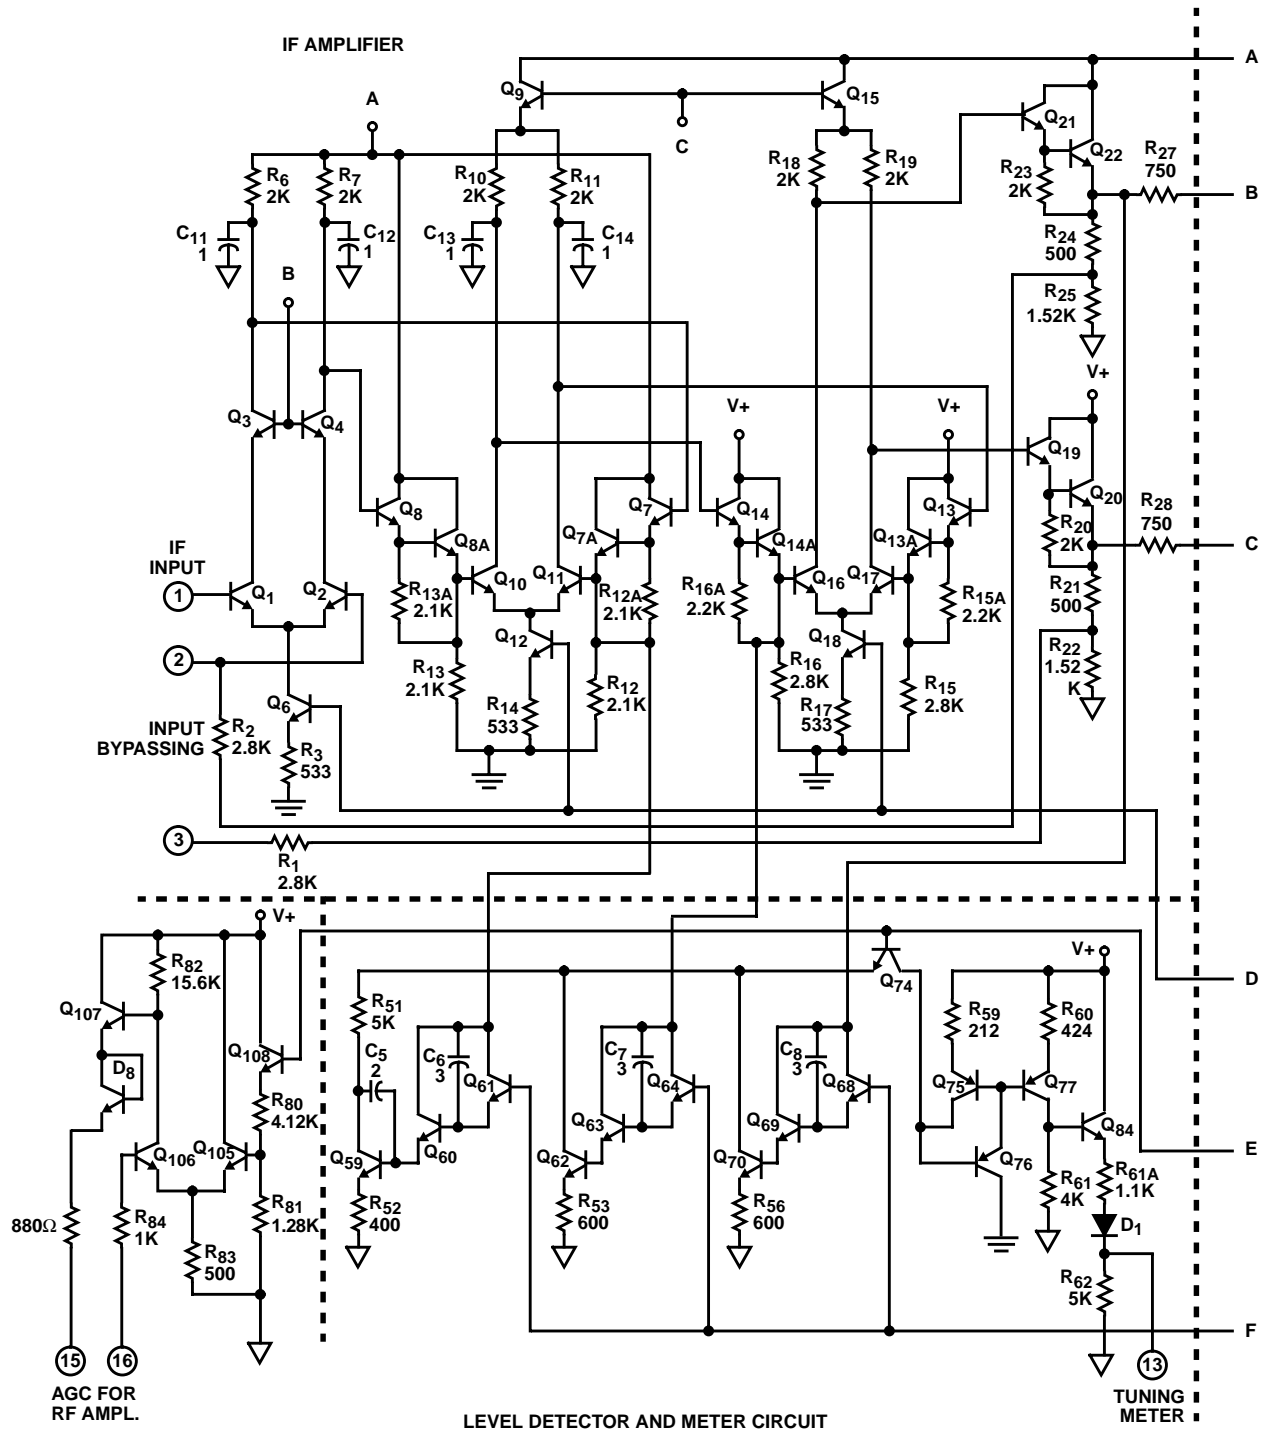 IF AMPLIFIER
A
Q9
Q15
A
C
Q21
Q22
R27
750
B
R6
2K
R7
2K
R10
2K
R11
2K
R18
2K
R19
2K
R23
2K
C11
1
C12
1
C13
1
C14
1
B
R24
500
R25
1.52K
V+
Q3
Q4
V+
V+
Q19
Q20
R28
750
C
Q8
Q8A
Q7
Q7A
Q14
Q14A
Q13
Q13A
R20
2K
IF
INPUT
1
Q1
Q2
R13A
2.1K
Q10
Q11
R12A
2.1K
R16A
2.2K
Q16
Q17
R15A
2.2K
R21
500
2
Q12
Q18
R22
1.52
K
R13
2.1K
R14
533
R12
2.1K
R16
2.8K
R17
533
R15
2.8K
Q6
INPUT
BYPASSING
R2
2.8K
R3
533
3
R1
2.8K
V+
R82
15.6K
Q107
D8
Q108
R80
4.12K
Q106
Q105
880Ω
R84
1K
R83
500
R81
1.28K
15
16
AGC FOR
RF AMPL.
R51
5K
C5
2
C6
3
Q61
C7
3
Q64
C8
3
Q68
Q74
V+
D
R59
212
R60
424
Q75
Q77
Q59
Q60
Q62
Q63
Q70
Q69
Q76
Q84
E
R52
400
R53
600
R56
600
R61
4K
R61A
1.1K
D1
R62
5K
F
13
TUNING
METER
LEVEL DETECTOR AND METER CIRCUIT